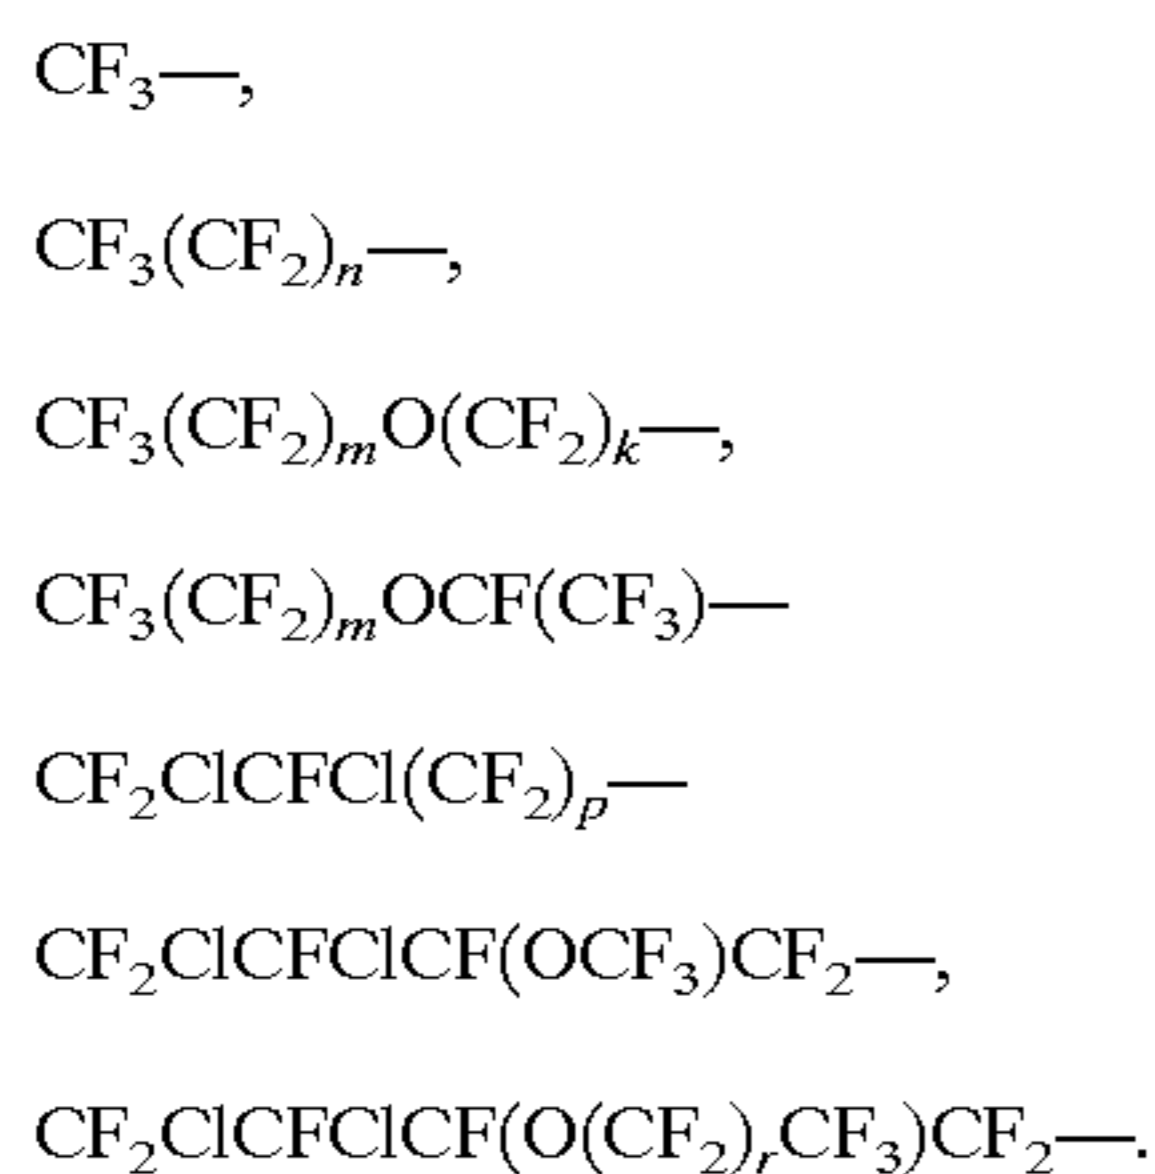 CF₃—,
CF₃(CF₂)ₙ—,
CF₃(CF₂)ₘO(CF₂)ₖ—,
CF₃(CF₂)ₘOCF(CF₃)—
CF₂ClCFCl(CF₂)ₚ—
CF₂ClCFClCF(OCF₃)CF₂—,
CF₂ClCFClCF(O(CF₂)ᵣCF₃)CF₂—.